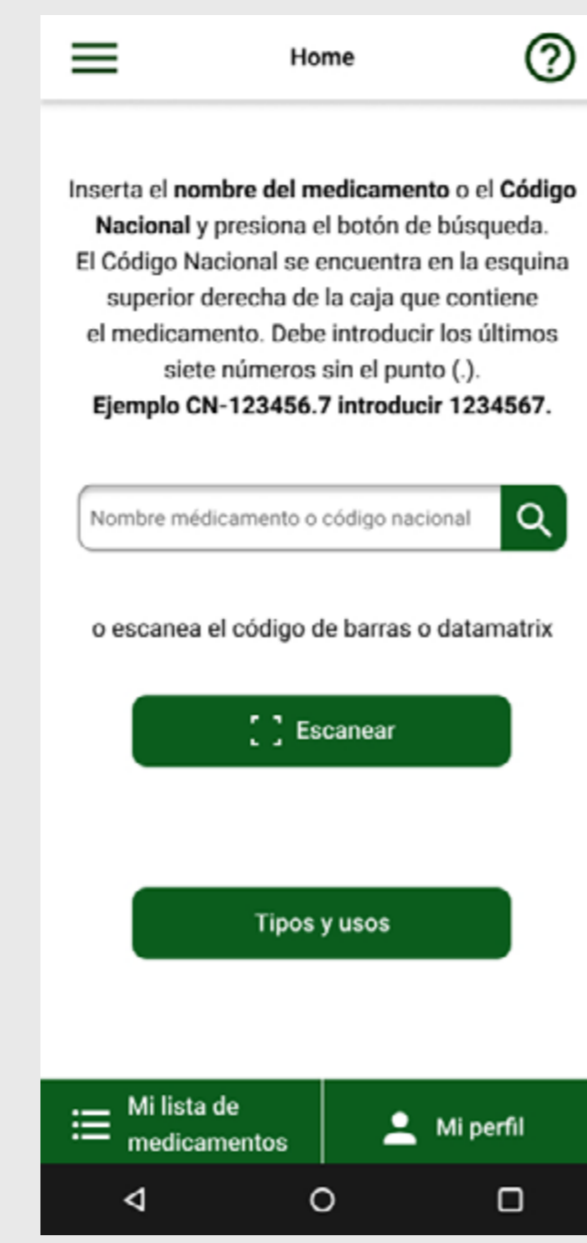 Home
Inserta el nombre del medicamento o el Código
Nacional y presiona el botón de búsqueda.
El Código Nacional se encuentra en la esquina
superior derecha de la caja que contiene
el medicamento. Debe introducir los últimos
siete números sin el punto (.).
Ejemplo CN-123456.7 introducir 1234567.
Nombre médicamento o código nacional
o escanea el código de barras o datamatrix
Escanear
Tipos y usos
Mi lista de
medicamentos
Mi perfil